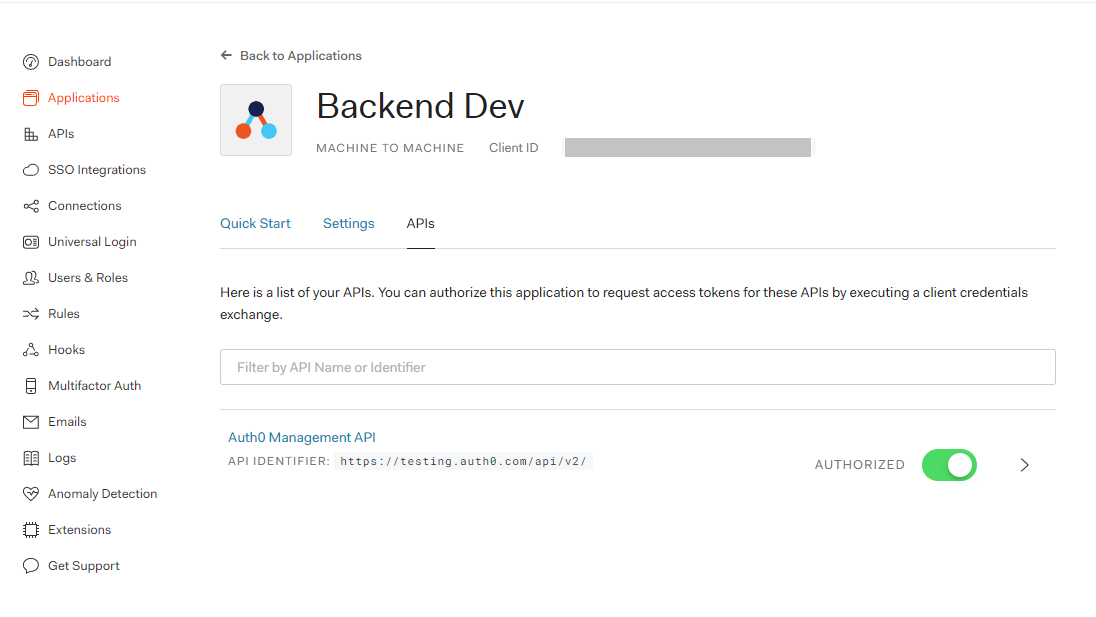 Dashboard
Applications
APIs
SSO Integrations
Connections
Universal Login
Users & Roles
Rules
Hooks
Multifactor Auth
Emails
Logs
Anomaly Detection
Extensions
Get Support
Back to Applications
Backend Dev
MACHINE TO MACHINE Client ID
Quick Start Settings APIs
Here is a list of your APIs. You can authorize this application to request access tokens for these APIs by executing a client credentials
exchange.
Filter by API Name or Identifier
Auth0 Management API
API IDENTIFIER: https://testing.auth0.com/api/v2/
AUTHORIZED